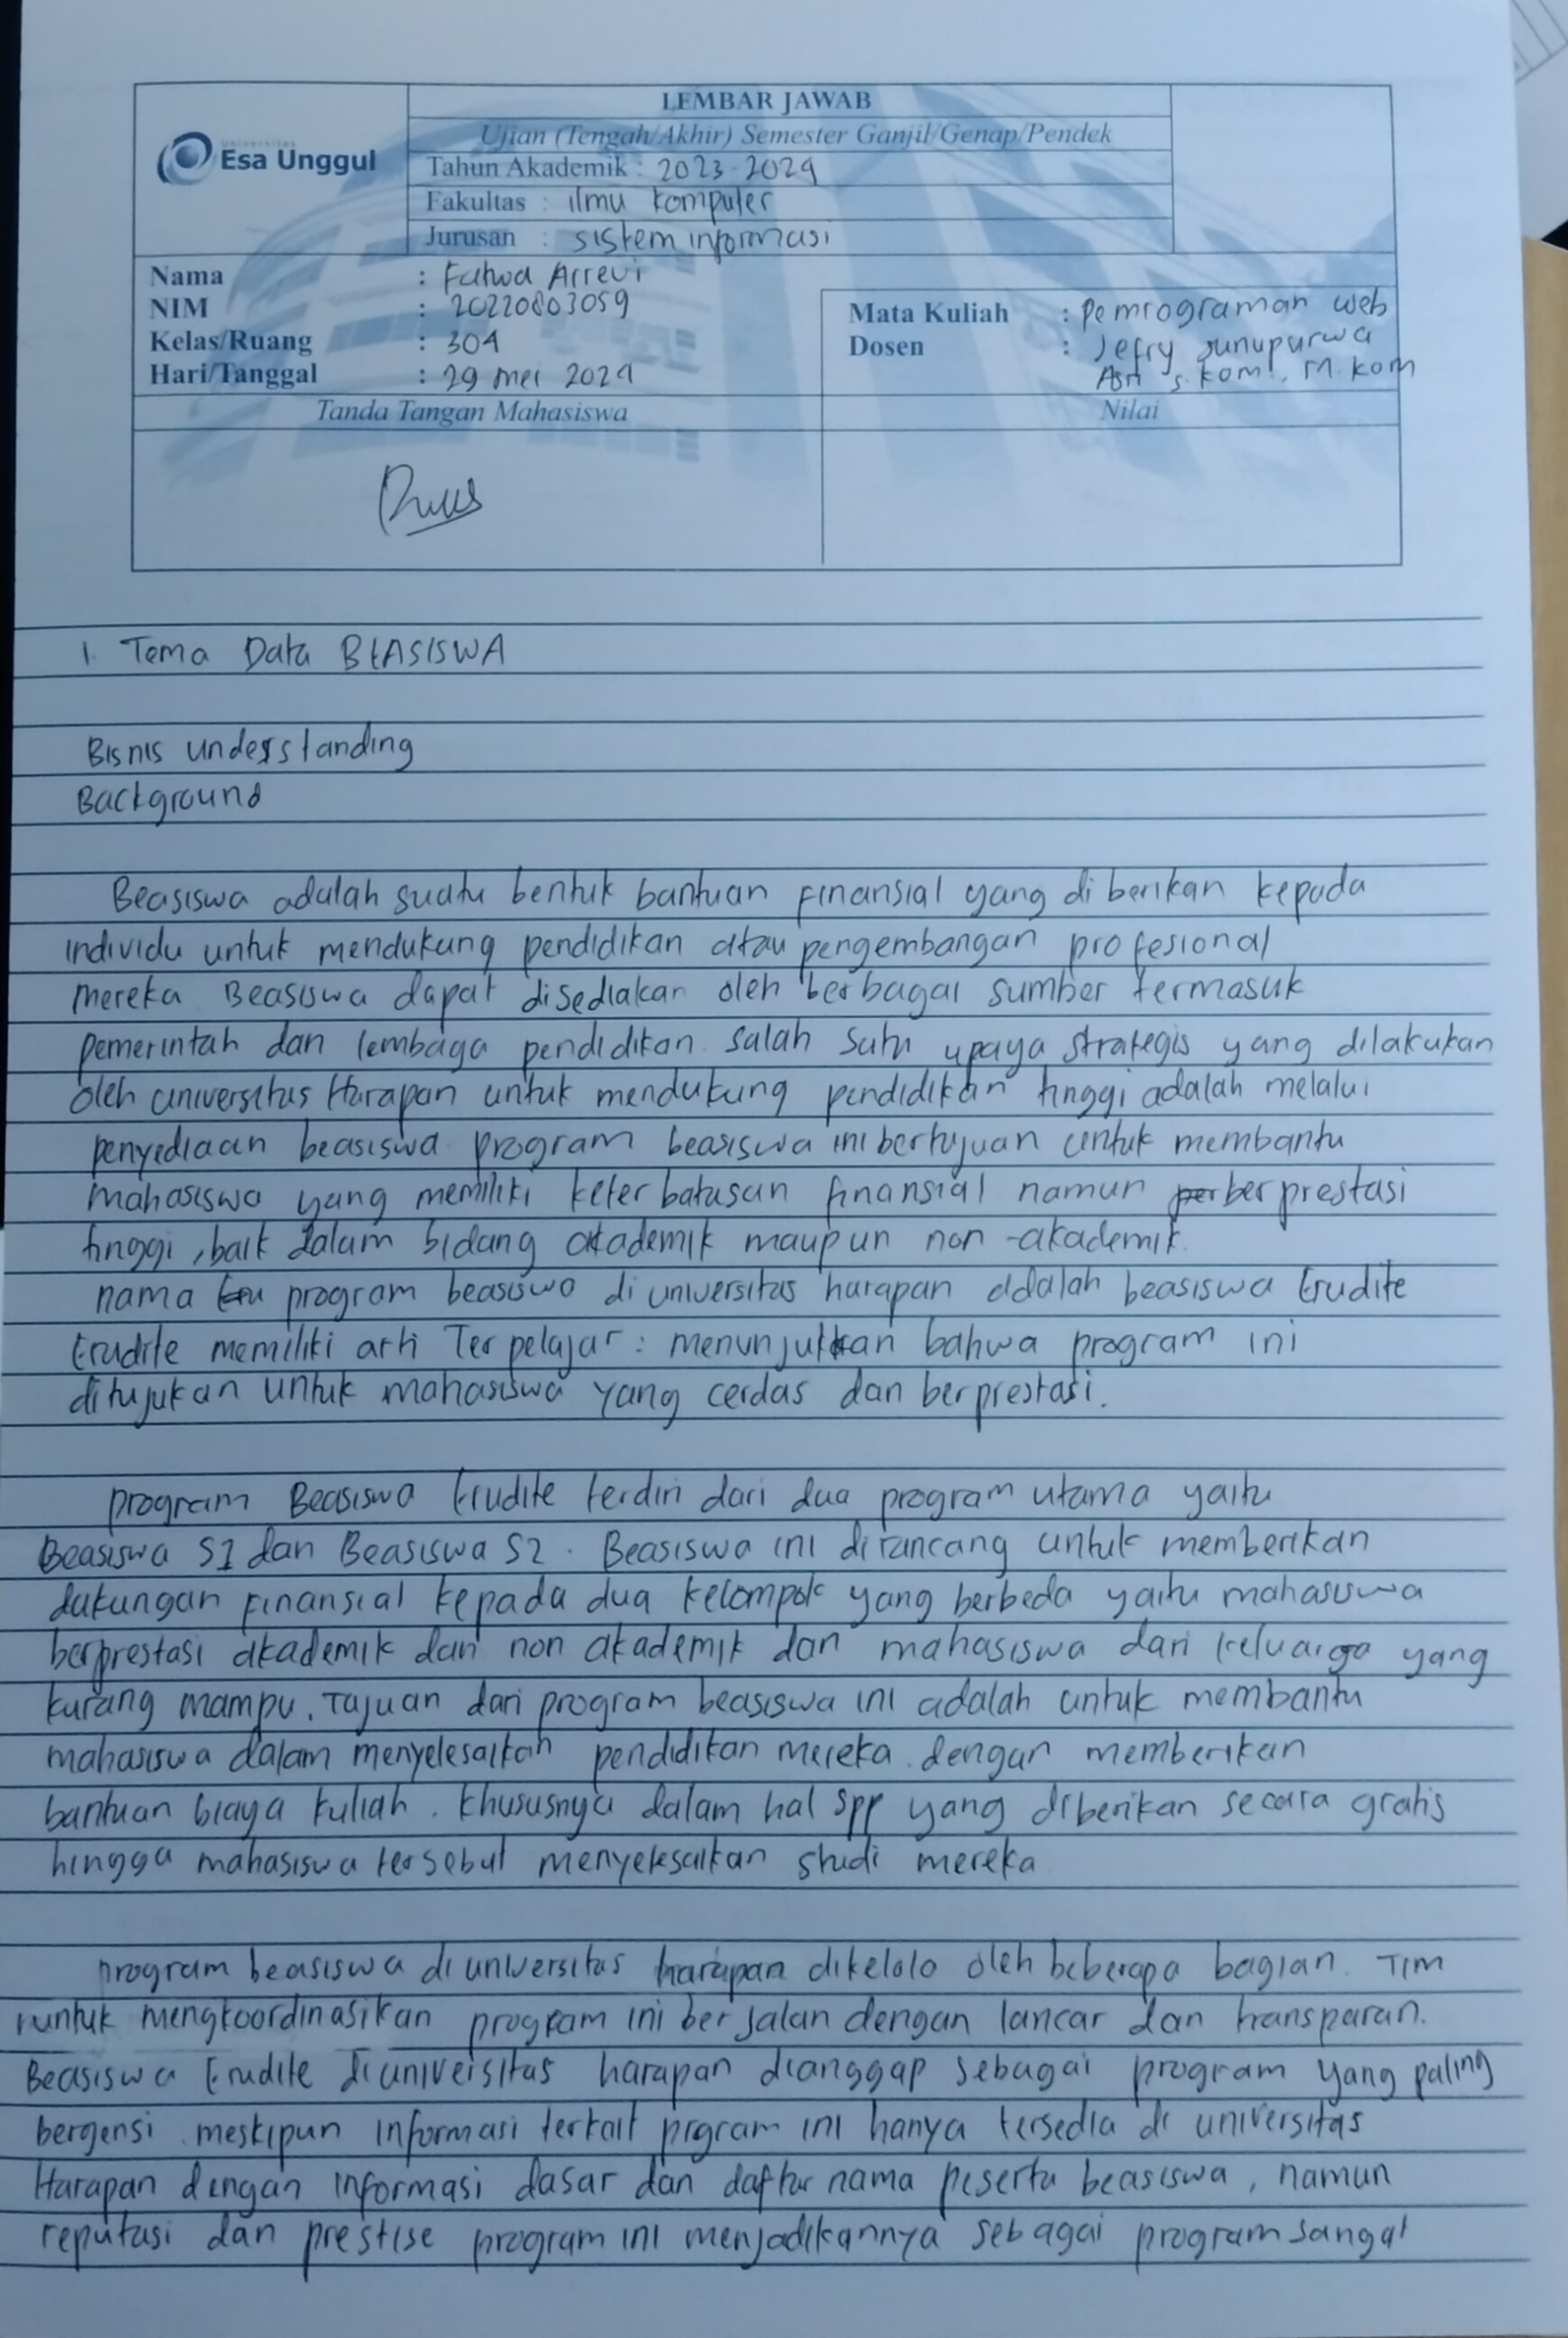 LEMBAR JAWAB
Ujian (Tengah/Akhir) Semester Ganjil/Genap/Pendek
Esa Unggul
Tahun Akademik : 2023-2024
Fakultas : ilmu komputer
Jurusan : sistem informasi
Nama : Fatwa Arrevi
NIM : 20220803059
Kelas/Ruang : 304
Hari/Tanggal : 29 mei 2024
Mata Kuliah : Pemrograman web
Dosen : Jefry Sunupurwa
Asri s.kom., M.kom
Tanda Tangan Mahasiswa
Nilai
1. Tema Data BEASISWA
Bisnis understanding
Background
Beasiswa adalah suatu bentuk bantuan finansial yang di berikan kepada
individu untuk mendukung pendidikan atau pengembangan profesional
mereka. Beasiswa dapat disediakan oleh berbagai sumber termasuk
pemerintah dan lembaga pendidikan. salah satu upaya strategis yang dilakukan
oleh universitas Harapan untuk mendukung pendidikan tinggi adalah melalui
penyediaan beasiswa. program beasiswa ini bertujuan untuk membantu
mahasiswa yang memiliki keterbatasan finansial namun berprestasi
tinggi, baik dalam bidang akademik maupun non-akademik.
nama program beasiswa di universitas harapan adalah beasiswa Erudite
Erudite memiliki arti Terpelajar : menunjukkan bahwa program ini
ditujukan untuk mahasiswa yang cerdas dan berprestasi.
program Beasiswa Erudite terdiri dari dua program utama yaitu
Beasiswa S1 dan Beasiswa S2. Beasiswa ini dirancang untuk memberikan
dukungan finansial kepada dua kelompok yang berbeda yaitu mahasiswa
berprestasi akademik dan non akademik dan mahasiswa dari keluarga yang
kurang mampu. Tujuan dari program beasiswa ini adalah untuk membantu
mahasiswa dalam menyelesaikan pendidikan mereka. dengan memberikan
bantuan biaya kuliah. khususnya dalam hal spp yang diberikan secara gratis
hingga mahasiswa tersebut menyelesaikan studi mereka
program beasiswa di universitas harapan dikelola oleh beberapa bagian. Tim
untuk mengkoordinasikan program ini berjalan dengan lancar dan transparan.
Beasiswa Erudite di universitas harapan dianggap sebagai program yang paling
bergensi. meskipun informasi terkait prgram ini hanya tersedia di universitas
Harapan dengan informasi dasar dan daftar nama peserta beasiswa, namun
reputasi dan prestise program ini menjadikannya sebagai program sangat